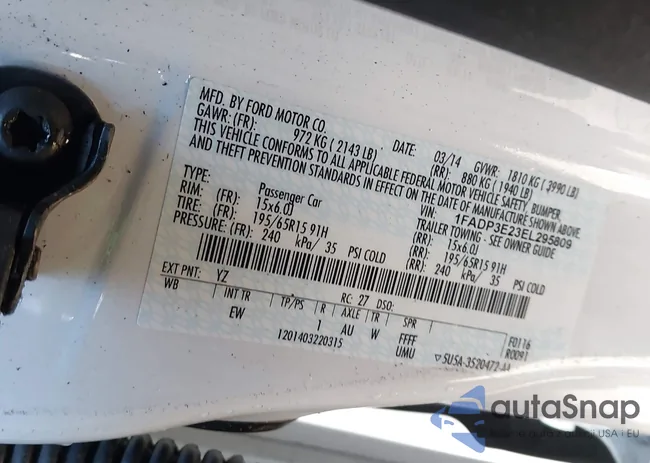 MFD. BY FORD MOTOR CO.
DATE: 03/14 GVWR: 1810 KG ( 3990 LB)
GAWR: (FR): 972 KG ( 2143 LB) (RR): 880 KG ( 1940 LB)
THIS VEHICLE CONFORMS TO ALL APPLICABLE FEDERAL MOTOR VEHICLE SAFETY, BUMPER,
AND THEFT PREVENTION STANDARDS IN EFFECT ON THE DATE OF MANUFACTURE SHOWN ABOVE.
VIN: 1FADP3E23EL295809
TYPE: Passenger Car TRAILER TOWING - SEE OWNER GUIDE
RIM: (FR): 15x6.0J (RR): 15x6.0J
TIRE: (FR): 195/65R15 91H (RR): 195/65R15 91H
PRESSURE: (FR): 240 kPa/ 35 PSI COLD (RR): 240 kPa/ 35 PSI COLD
EXT PNT: YZ RC: 27 DSO:
WB INT TR TP/PS R AXLE TR SPR F0116
EW 1 AU W FFFF R0091
UMU
1201403220315 ▽5U5A-3520472-AA
autaSnap